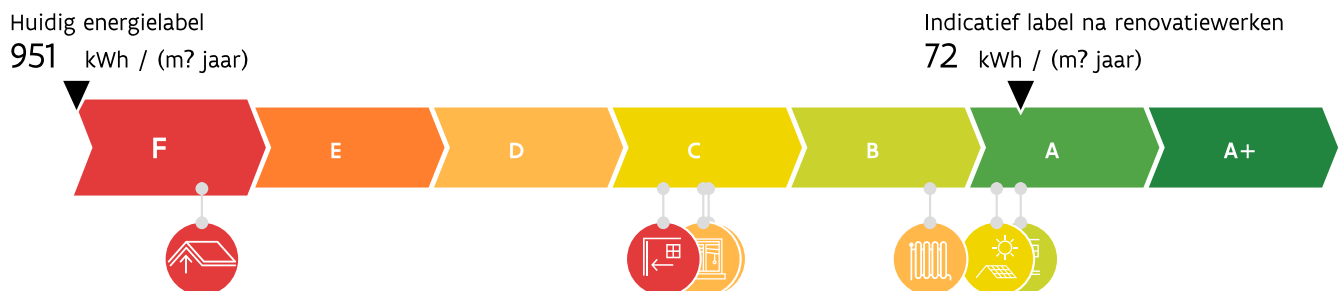 Huidig energielabel
951 kWh / (m? jaar)
Indicatief label na renovatiewerken
72 kWh / (m? jaar)
F E D C B A A+